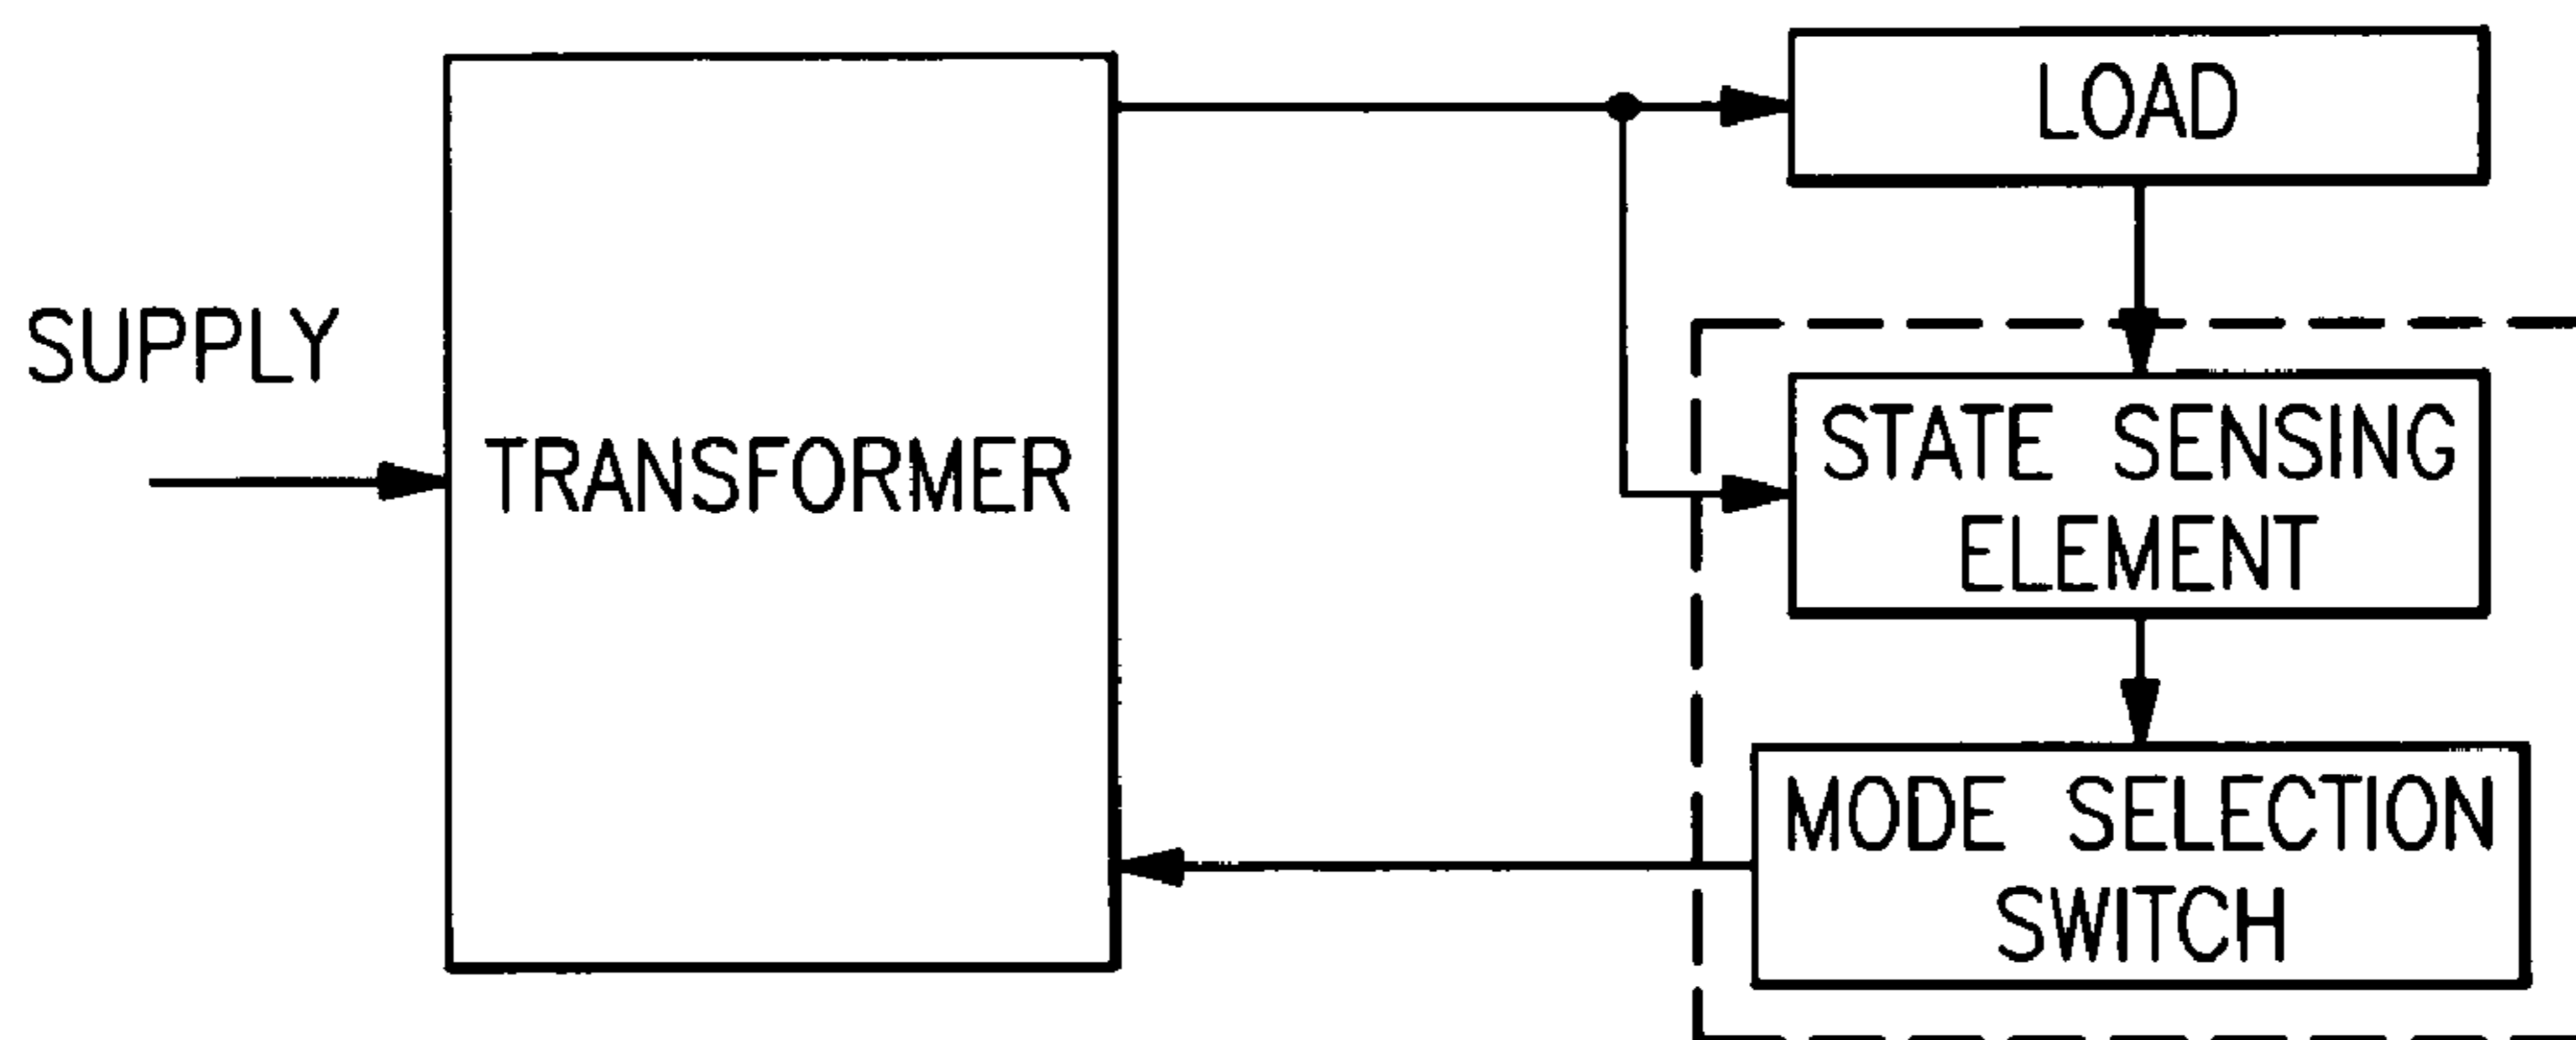 LOAD
SUPPLY
TRANSFORMER
STATE SENSING
ELEMENT
MODE SELECTION
SWITCH